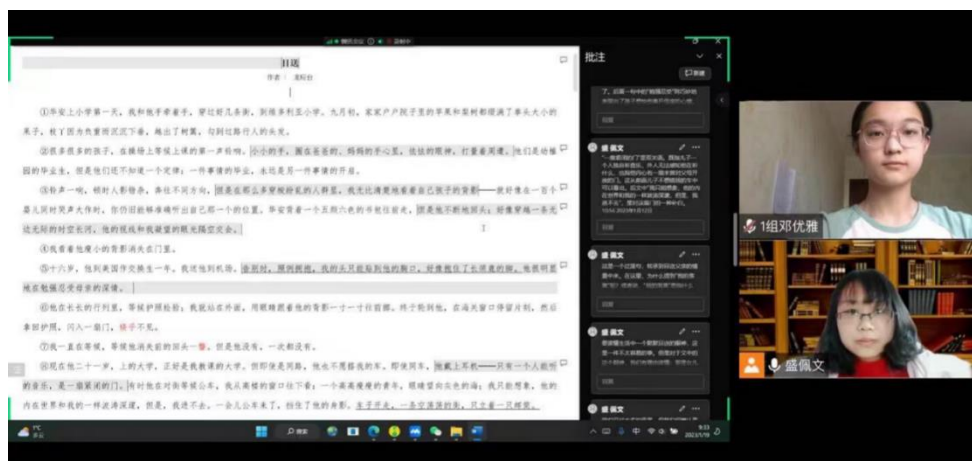 目送
作者： 龙应台
①华安上小学第一天，我和他手牵着手，穿过好几条街，到维多利亚小学。九月初，家家户户院子里的苹果和梨树都缀满了拳头大小的
果子，枝丫因为负重而沉沉下垂，越出了树篱，勾到过路行人的头发。
②很多很多的孩子，在操场上等候上课的第一声铃响。小小的手，圈在爸爸的、妈妈的手心里，怯怯的眼神，打量着周遭。他们是幼稚
园的毕业生，但是他们还不知道一个定律：一件事情的毕业，永远是另一件事情的开启。
③铃声一响，顿时人影错杂，奔往不同方向，但是在那么多穿梭纷乱的人群里，我无比清楚地看着自己孩子的背影——就好像在一百个
婴儿同时哭声大作时，你仍旧能够准确听出自己那一个的位置。华安背着一个五颜六色的书包往前走，但是他不断地回头；好像穿越一条无
边无际的时空长河，他的视线和我凝望的眼光隔空交会。
④我看着他瘦小的背影消失在门里。
⑤十六岁，他到美国作交换生一年。我送他到机场。告别时，照例拥抱，我的头只能贴到他的胸口，好像抱住了长颈鹿的脚。他很明显
地在勉强忍受母亲的深情。
⑥他在长长的行列里，等候护照检验；我就站在外面，用眼睛跟着他的背影一寸一寸往前挪。终于轮到他，在海关窗口停留片刻，然后
拿回护照，闪入一扇门，倏乎不见。
⑦我一直在等候，等候他消失前的回头一瞥。但是他没有，一次都没有。
⑧现在他二十一岁，上的大学，正好是我教课的大学。但即使是同路，他也不愿搭我的车。即使同车，他戴上耳机——只有一个人能听
的音乐，是一扇紧闭的门。有时他在对街等候公车，我从高楼的窗口往下看：一个高高瘦瘦的青年，眼睛望向灰色的海；我只能想象，他的
内在世界和我的一样波涛深邃，但是，我进不去。一会儿公车来了，挡住了他的身影。车子开走，一条空荡荡的街，只立着一只邮筒。
批注
新建
盛佩文
盛佩文
盛佩文
盛佩文
1组邓优雅
盛佩文
7°C
多云
搜索
中
9:33
2023/1/19